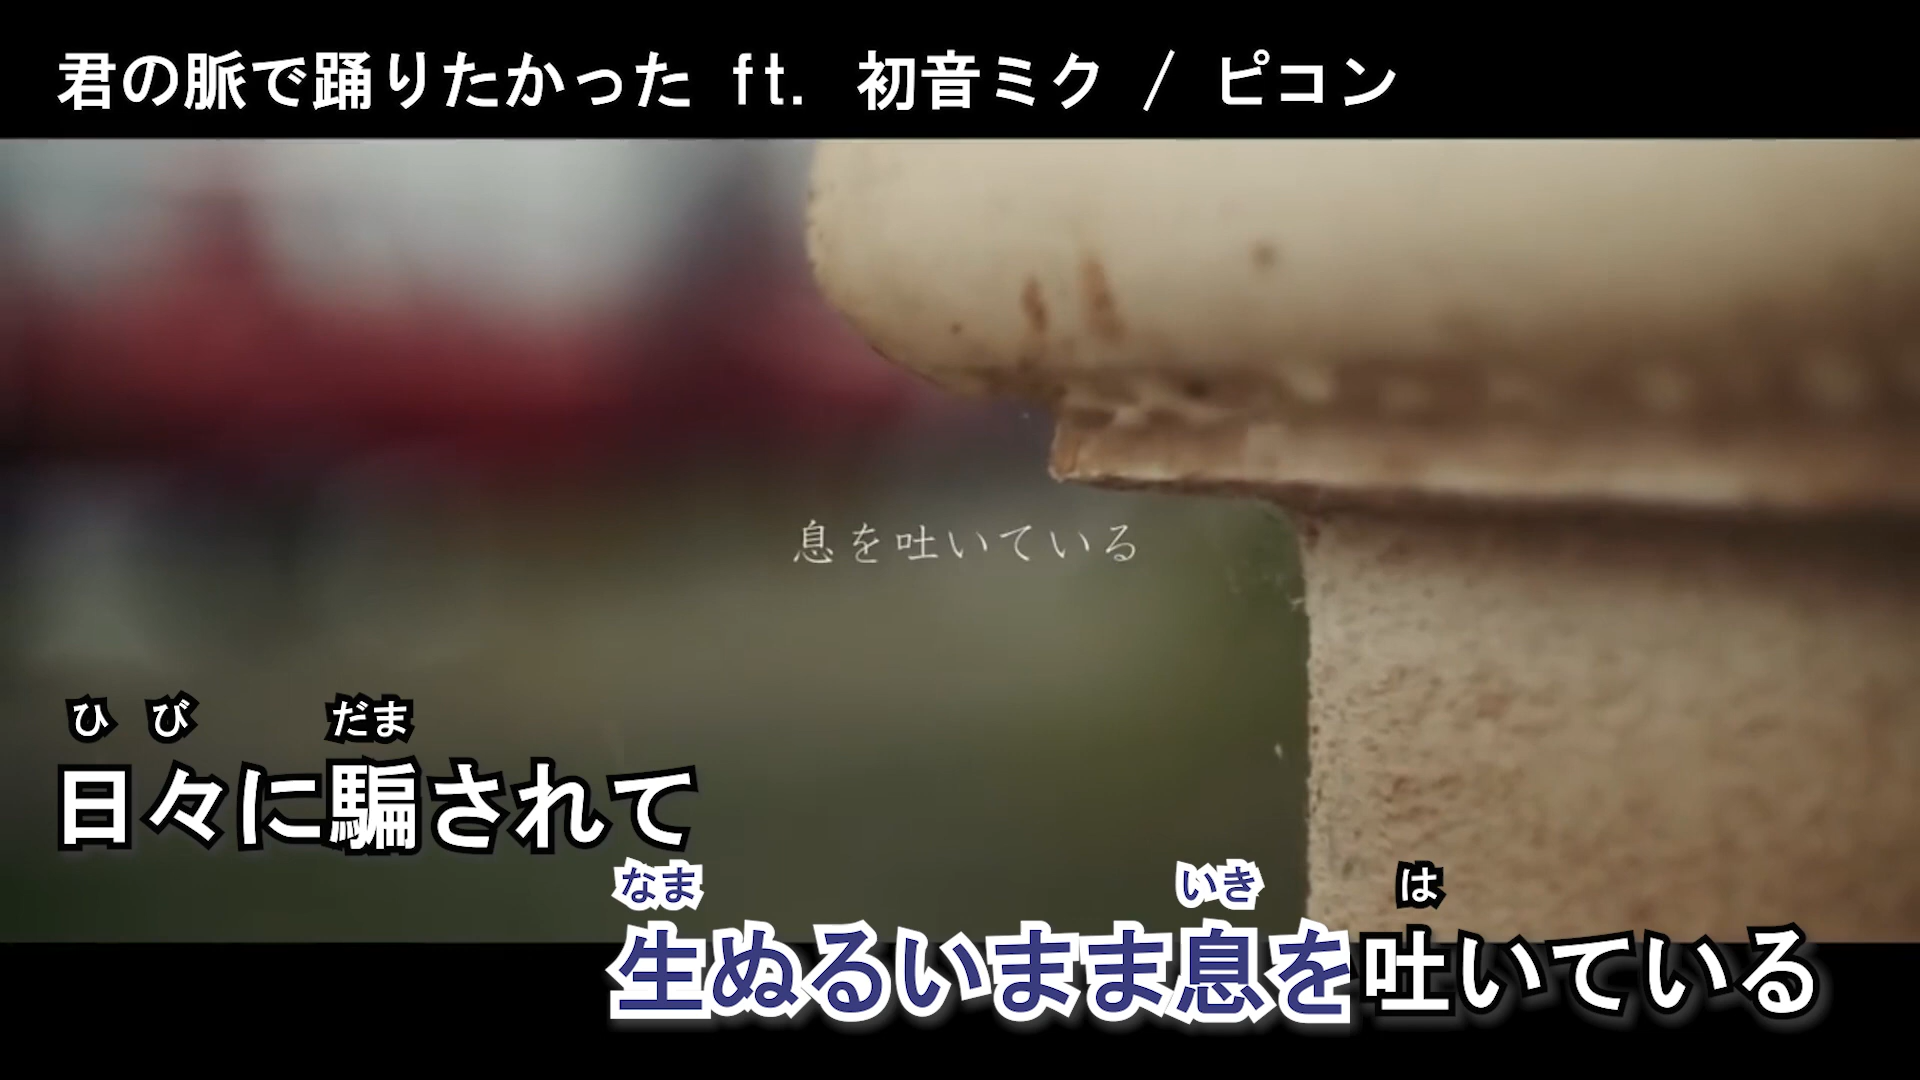 君の脈で踊りたかった ft. 初音ミク / ピコン
息を吐いている
ひ び だま
日々に騙されて
なま いき は
生ぬるいまま息を吐いている